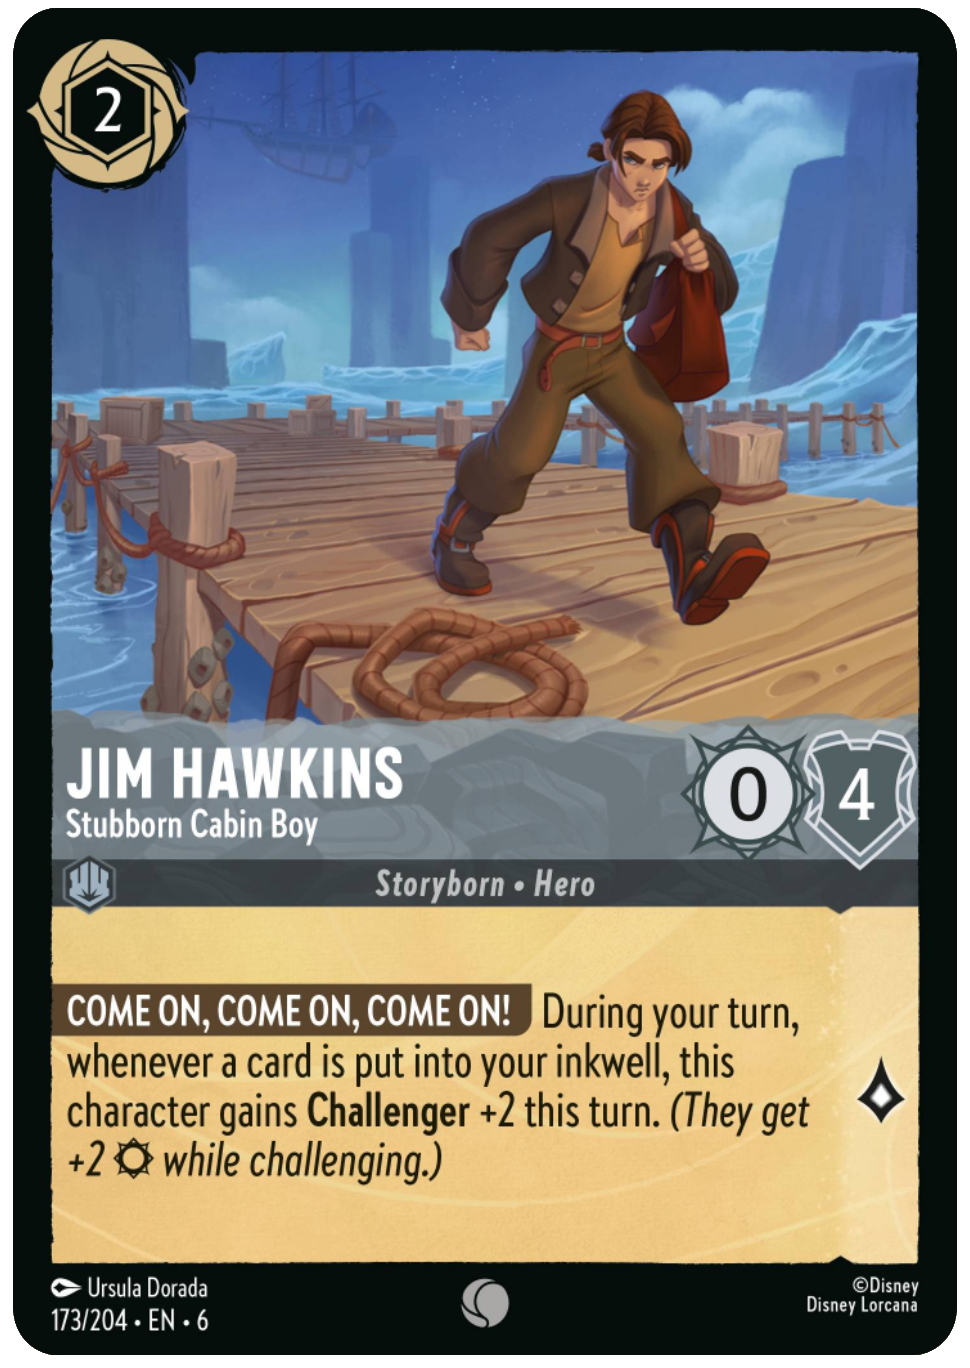 2
JIM HAWKINS
Stubborn Cabin Boy
0
4
Storyborn • Hero
COME ON, COME ON, COME ON! During your turn,
whenever a card is put into your inkwell, this
character gains Challenger +2 this turn. (They get
+2 while challenging.)
Ursula Dorada
173/204 • EN • 6
©Disney
Disney Lorcana